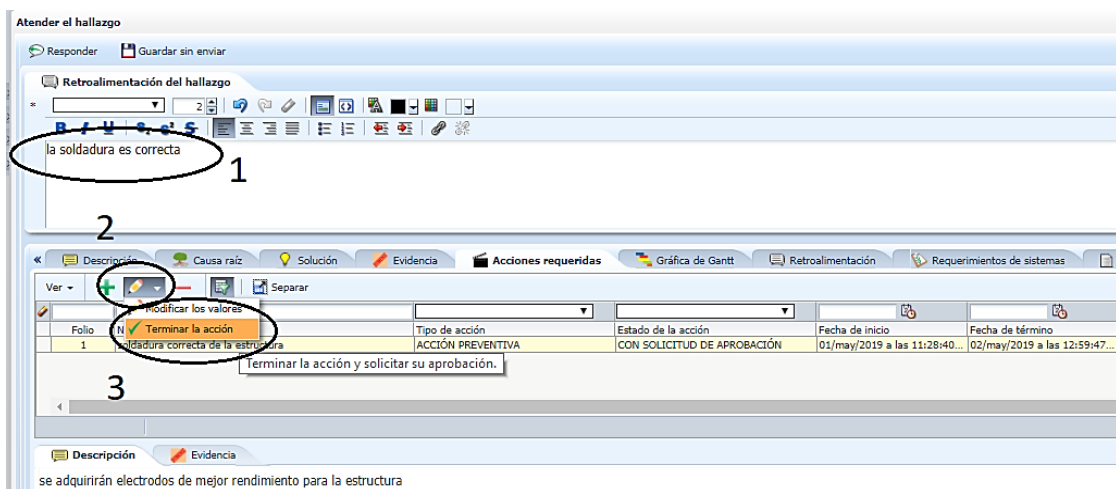 Atender el hallazgo
Responder Guardar sin enviar
Retroalimentación del hallazgo
* 2
B I U S
la soldadura es correcta
1
2
« Descripción Causa raíz Solución Evidencia Acciones requeridas Gráfica de Gantt Retroalimentación Requerimientos de sistemas
Ver Separar
Modificar los valores
Folio N Tipo de acción Estado de la acción Fecha de inicio Fecha de término
Terminar la acción
1 soldadura correcta de la estructura ACCIÓN PREVENTIVA CON SOLICITUD DE APROBACIÓN 01/may/2019 a las 11:28:40... 02/may/2019 a las 12:59:47...
Terminar la acción y solicitar su aprobación.
3
Descripción Evidencia
se adquirirán electrodos de mejor rendimiento para la estructura